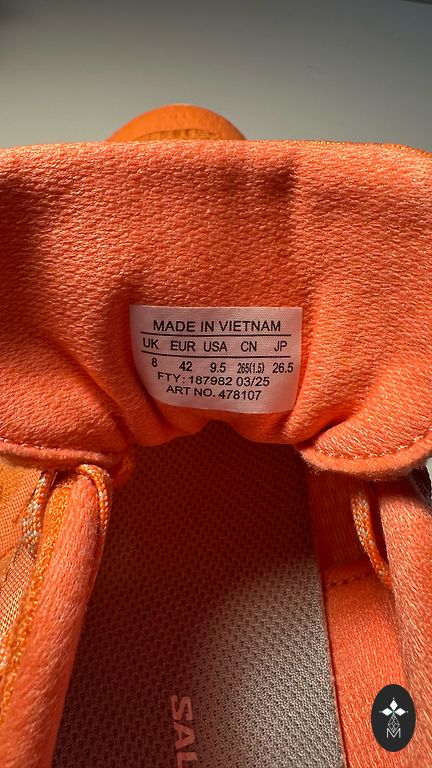 MADE IN VIETNAM
UK EUR USA CN JP
8 42 9.5 265(1.5) 26.5
FTY: 187982 03/25
ART NO. 478107
SAL
M